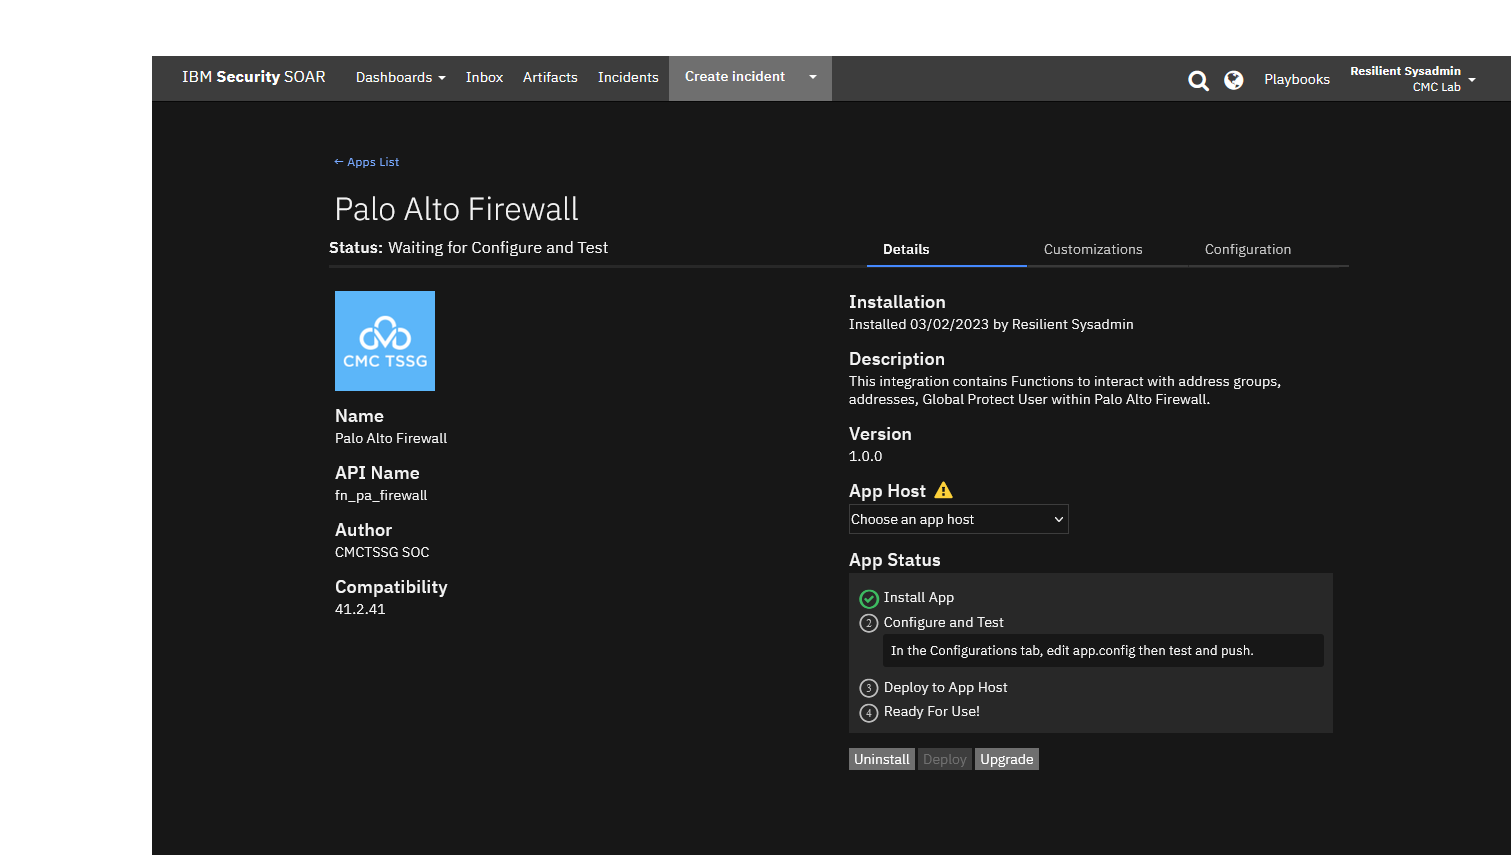 IBM Security SOAR Dashboards Inbox Artifacts Incidents Create incident Playbooks Resilient Sysadmin
CMC Lab
← Apps List
Palo Alto Firewall
Status: Waiting for Configure and Test
Details Customizations Configuration
CMC TSSG
Name
Palo Alto Firewall
API Name
fn_pa_firewall
Author
CMCTSSG SOC
Compatibility
41.2.41
Installation
Installed 03/02/2023 by Resilient Sysadmin
Description
This integration contains Functions to interact with address groups,
addresses, Global Protect User within Palo Alto Firewall.
Version
1.0.0
App Host
Choose an app host
App Status
Install App
2 Configure and Test
In the Configurations tab, edit app.config then test and push.
3 Deploy to App Host
4 Ready For Use!
Uninstall Deploy Upgrade